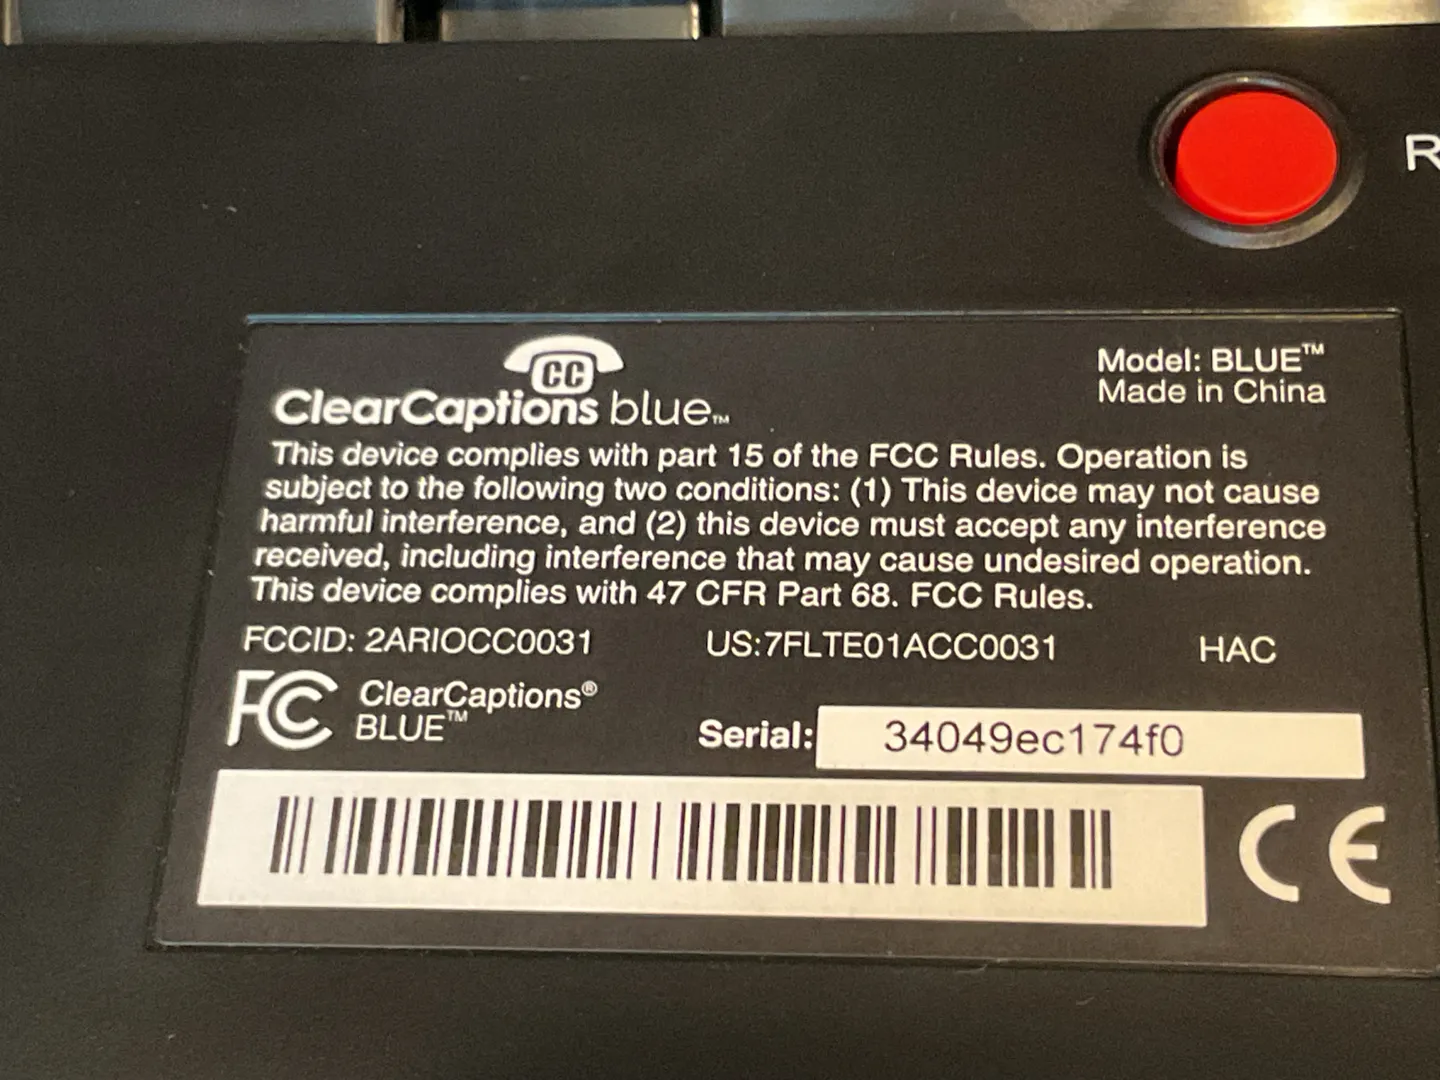 R
CC
ClearCaptions blue™
Model: BLUE™
Made in China
This device complies with part 15 of the FCC Rules. Operation is
subject to the following two conditions: (1) This device may not cause
harmful interference, and (2) this device must accept any interference
received, including interference that may cause undesired operation.
This device complies with 47 CFR Part 68. FCC Rules.
FCCID: 2ARIOCC0031 US:7FLTE01ACC0031 HAC
FC ClearCaptions®
BLUE™
Serial: 34049ec174f0
CE